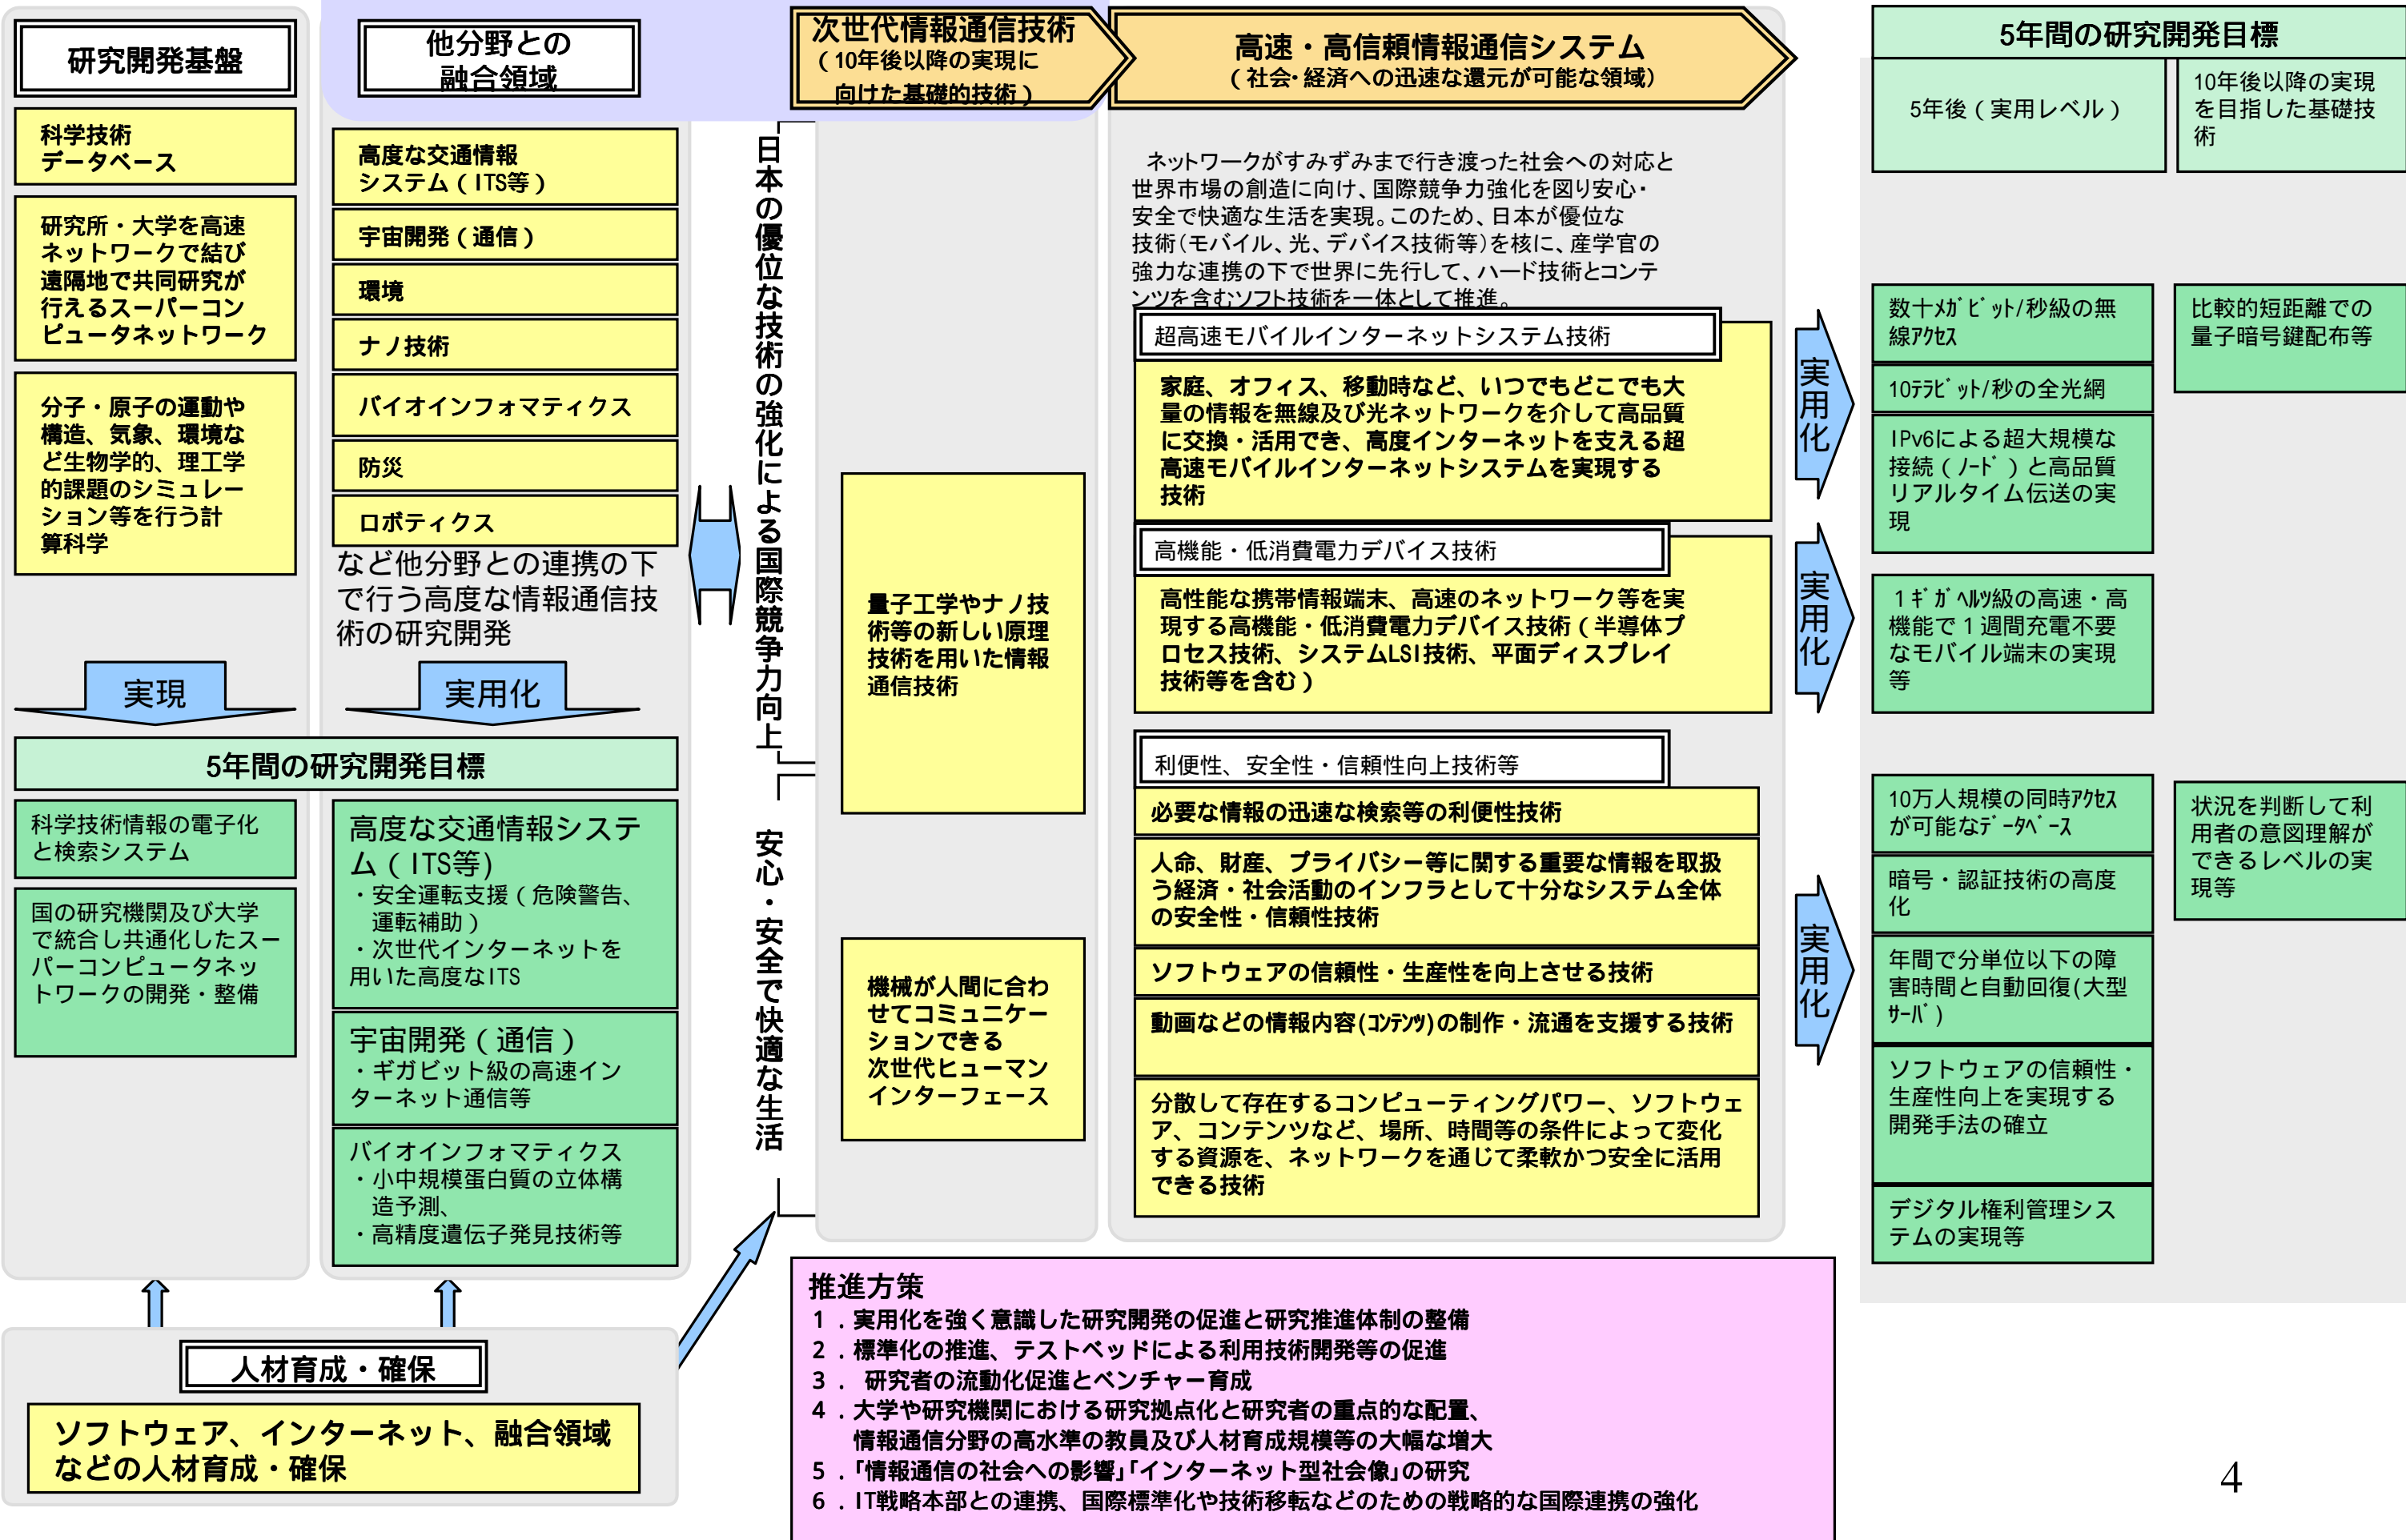 研究開発基盤
科学技術
データベース
研究所・大学を高速
ネットワークで結び
遠隔地で共同研究が
行えるスーパーコン
ピュータネットワーク
分子・原子の運動や
構造、気象、環境な
ど生物学的、理工学
的課題のシミュレー
ション等を行う計
算科学
実現
他分野との
融合領域
高度な交通情報
システム（ITS等）
宇宙開発（通信）
環境
ナノ技術
バイオインフォマティクス
防災
ロボティクス
など他分野との連携の下
で行う高度な情報通信技
術の研究開発
実用化
5年間の研究開発目標
科学技術情報の電子化
と検索システム
国の研究機関及び大学
で統合し共通化したスー
パーコンピュータネッ
トワークの開発・整備
高度な交通情報システ
ム（ITS等)
・安全運転支援（危険警告、
運転補助）
・次世代インターネットを
用いた高度なITS
宇宙開発（通信）
・ギガビット級の高速イン
ターネット通信等
バイオインフォマティクス
・小中規模蛋白質の立体構
造予測、
・高精度遺伝子発見技術等
人材育成・確保
ソフトウェア、インターネット、融合領域
などの人材育成・確保
日本の優位な技術の強化による国際競争力向上
安心・安全で快適な生活
次世代情報通信技術
（10年後以降の実現に
向けた基礎的技術）
量子工学やナノ技
術等の新しい原理
技術を用いた情報
通信技術
機械が人間に合わ
せてコミュニケー
ションできる
次世代ヒューマン
インターフェース
高速・高信頼情報通信システム
（社会・経済への迅速な還元が可能な領域）
ネットワークがすみずみまで行き渡った社会への対応と
世界市場の創造に向け、国際競争力強化を図り安心・
安全で快適な生活を実現。このため、日本が優位な
技術（モバイル、光、デバイス技術等）を核に、産学官の
強力な連携の下で世界に先行して、ハード技術とコンテ
ンツを含むソフト技術を一体として推進。
超高速モバイルインターネットシステム技術
家庭、オフィス、移動時など、いつでもどこでも大
量の情報を無線及び光ネットワークを介して高品質
に交換・活用でき、高度インターネットを支える超
高速モバイルインターネットシステムを実現する
技術
高機能・低消費電力デバイス技術
高性能な携帯情報端末、高速のネットワーク等を実
現する高機能・低消費電力デバイス技術（半導体プ
ロセス技術、システムLSI技術、平面ディスプレイ
技術等を含む）
利便性、安全性・信頼性向上技術等
必要な情報の迅速な検索等の利便性技術
人命、財産、プライバシー等に関する重要な情報を取扱
う経済・社会活動のインフラとして十分なシステム全体
の安全性・信頼性技術
ソフトウェアの信頼性・生産性を向上させる技術
動画などの情報内容(ｺﾝﾃﾝﾂ)の制作・流通を支援する技術
分散して存在するコンピューティングパワー、ソフトウェ
ア、コンテンツなど、場所、時間等の条件によって変化
する資源を、ネットワークを通じて柔軟かつ安全に活用
できる技術
実用化
実用化
実用化
5年間の研究開発目標
5年後（実用レベル）
10年後以降の実現
を目指した基礎技
術
数十ﾒｶﾞﾋﾞｯﾄ/秒級の無
線ｱｸｾｽ
10ﾃﾗﾋﾞｯﾄ/秒の全光網
IPv6による超大規模な
接続（ﾉｰﾄﾞ）と高品質
リアルタイム伝送の実
現
比較的短距離での
量子暗号鍵配布等
１ｷﾞｶﾞﾍﾙﾂ級の高速・高
機能で１週間充電不要
なモバイル端末の実現
等
10万人規模の同時ｱｸｾｽ
が可能なﾃﾞｰﾀﾍﾞｰｽ
暗号・認証技術の高度
化
年間で分単位以下の障
害時間と自動回復(大型
ｻｰﾊﾞ)
ソフトウェアの信頼性・
生産性向上を実現する
開発手法の確立
デジタル権利管理シス
テムの実現等
状況を判断して利
用者の意図理解が
できるレベルの実
現等
推進方策
１．実用化を強く意識した研究開発の促進と研究推進体制の整備
２．標準化の推進、テストベッドによる利用技術開発等の促進
３． 研究者の流動化促進とベンチャー育成
４．大学や研究機関における研究拠点化と研究者の重点的な配置、
情報通信分野の高水準の教員及び人材育成規模等の大幅な増大
５．「情報通信の社会への影響」「インターネット型社会像」の研究
６．IT戦略本部との連携、国際標準化や技術移転などのための戦略的な国際連携の強化
4